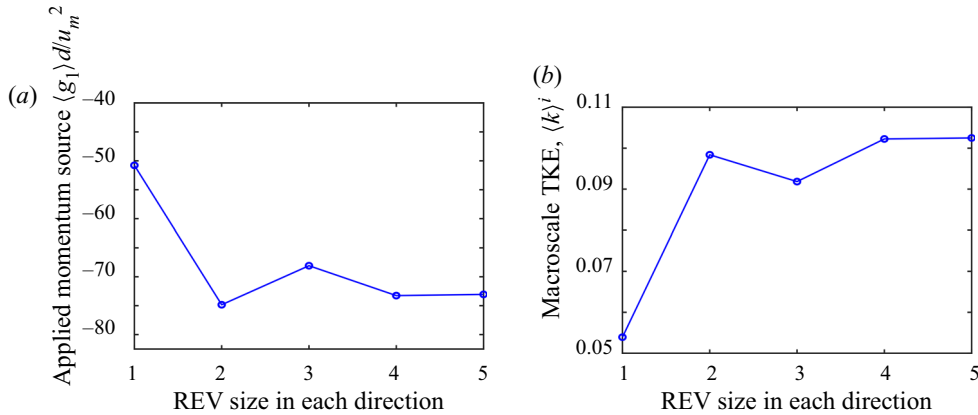 (a)
Applied momentum source ⟨g₁⟩d/uₘ²
−40
−50
−60
−70
−80
1 2 3 4 5
REV size in each direction
(b)
Macroscale TKE, ⟨k⟩ⁱ
0.11
0.09
0.07
0.05
1 2 3 4 5
REV size in each direction